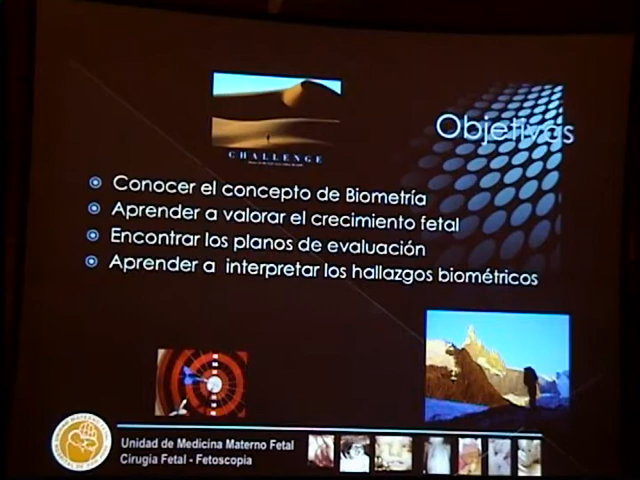 Objetivos
CHALLENGE
Conocer el concepto de Biometría
Aprender a valorar el crecimiento fetal
Encontrar los planos de evaluación
Aprender a interpretar los hallazgos biométricos
Unidad de Medicina Materno Fetal
Cirugía Fetal - Fetoscopia